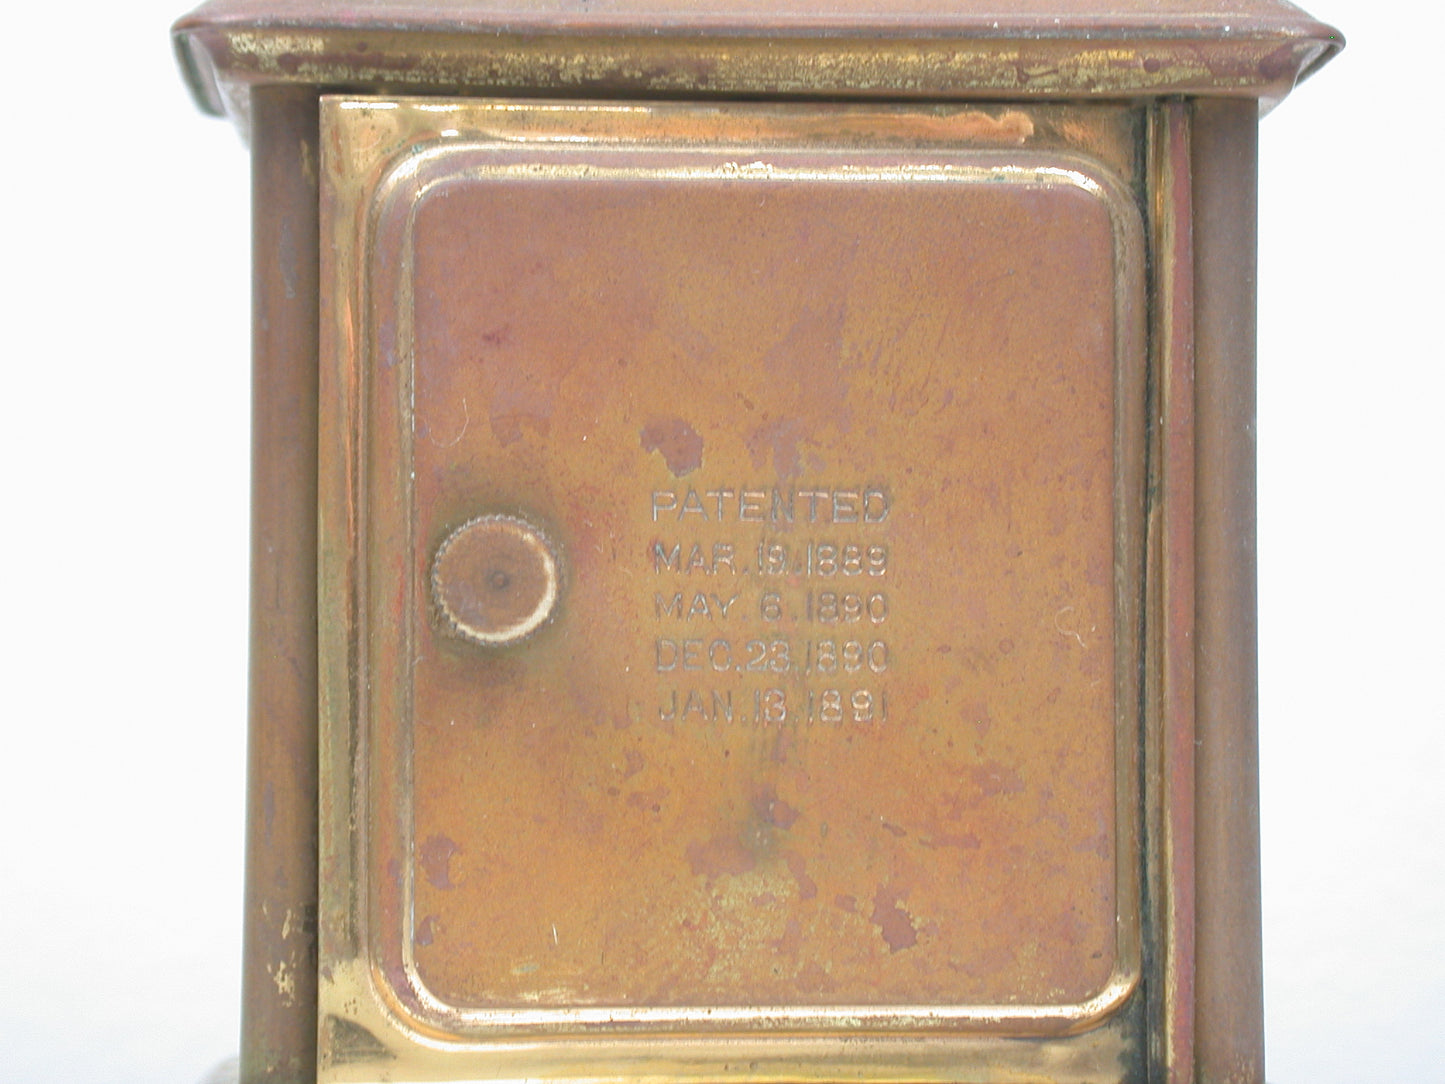 PATENTED
MAR.19.1889
MAY.6.1890
DEC.23.1890
JAN.13.1891